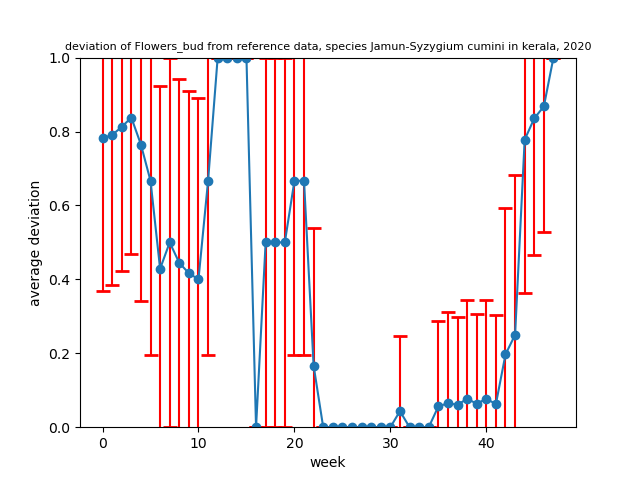 deviation of Flowers_bud from reference data, species Jamun-Syzygium cumini in kerala, 2020
1.0
0.8
0.6
0.4
0.2
0.0
average deviation
0 10 20 30 40
week